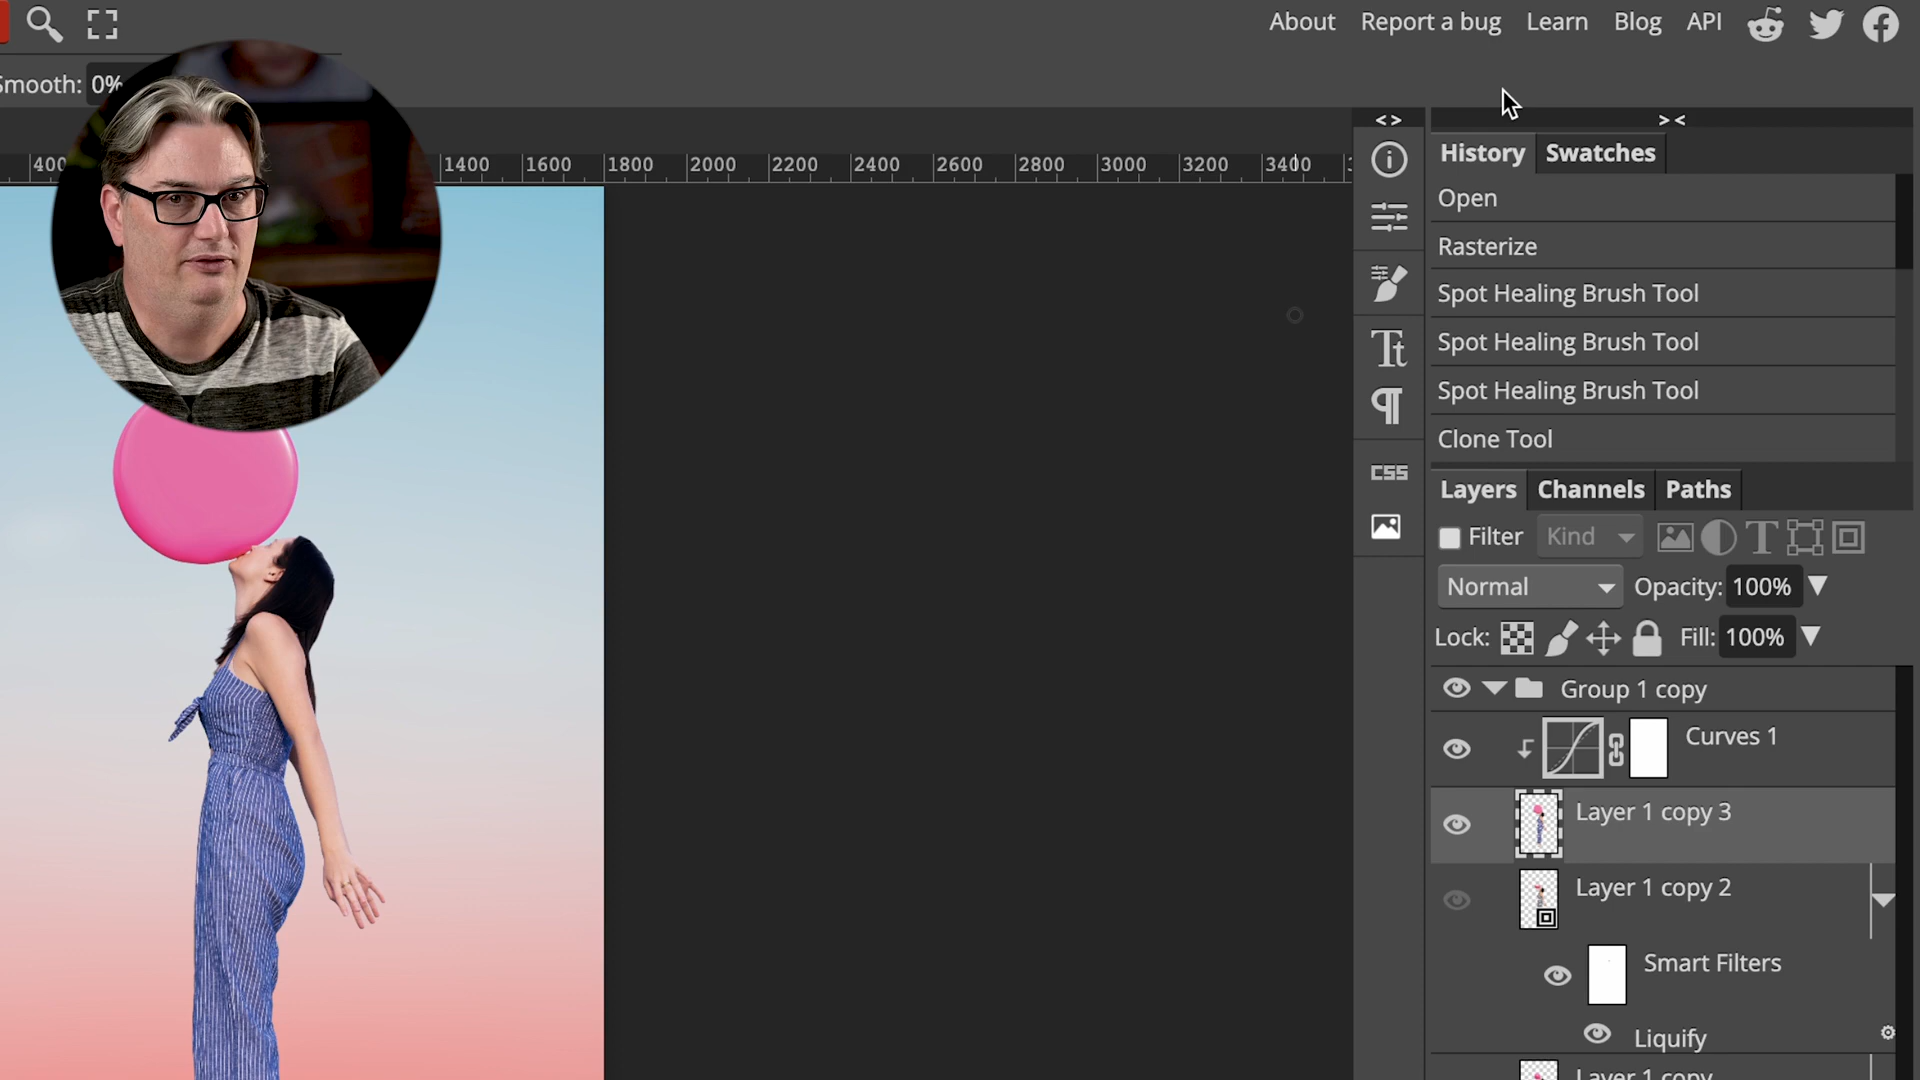 About Report a bug Learn Blog API
Smooth: 0%
400 1400 1600 1800 2000 2200 2400 2600 2800 3000 3200 3400
History Swatches
Open
Rasterize
Spot Healing Brush Tool
Spot Healing Brush Tool
Spot Healing Brush Tool
Clone Tool
CSS
Layers Channels Paths
Filter Kind
Normal Opacity: 100%
Lock: Fill: 100%
Group 1 copy
Curves 1
Layer 1 copy 3
Layer 1 copy 2
Smart Filters
Liquify
Layer 1 copy